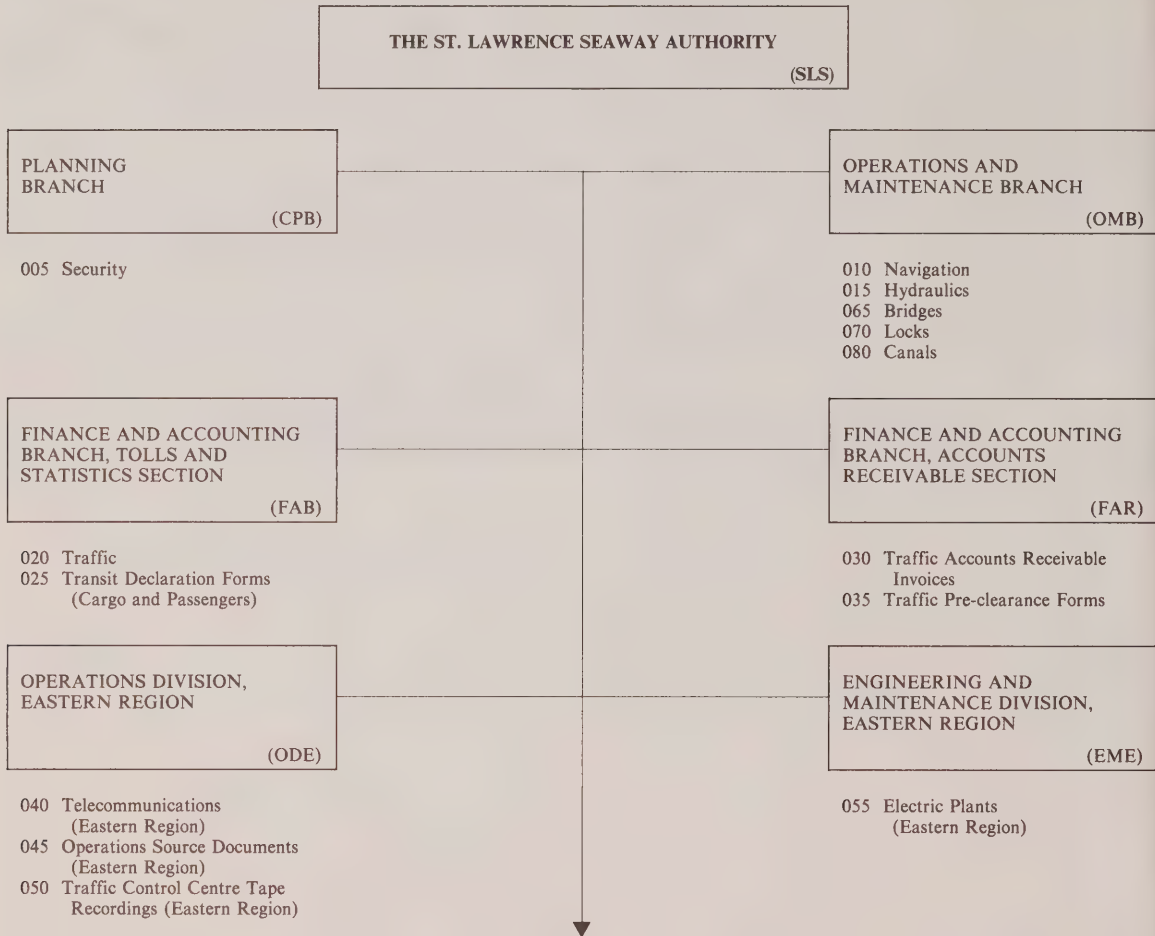 THE ST. LAWRENCE SEAWAY AUTHORITY
(SLS)
PLANNING
BRANCH
(CPB)
005 Security
OPERATIONS AND
MAINTENANCE BRANCH
(OMB)
010 Navigation
015 Hydraulics
065 Bridges
070 Locks
080 Canals
FINANCE AND ACCOUNTING
BRANCH, TOLLS AND
STATISTICS SECTION
(FAB)
020 Traffic
025 Transit Declaration Forms
(Cargo and Passengers)
FINANCE AND ACCOUNTING
BRANCH, ACCOUNTS
RECEIVABLE SECTION
(FAR)
030 Traffic Accounts Receivable
Invoices
035 Traffic Pre-clearance Forms
OPERATIONS DIVISION,
EASTERN REGION
(ODE)
040 Telecommunications
(Eastern Region)
045 Operations Source Documents
(Eastern Region)
050 Traffic Control Centre Tape
Recordings (Eastern Region)
ENGINEERING AND
MAINTENANCE DIVISION,
EASTERN REGION
(EME)
055 Electric Plants
(Eastern Region)